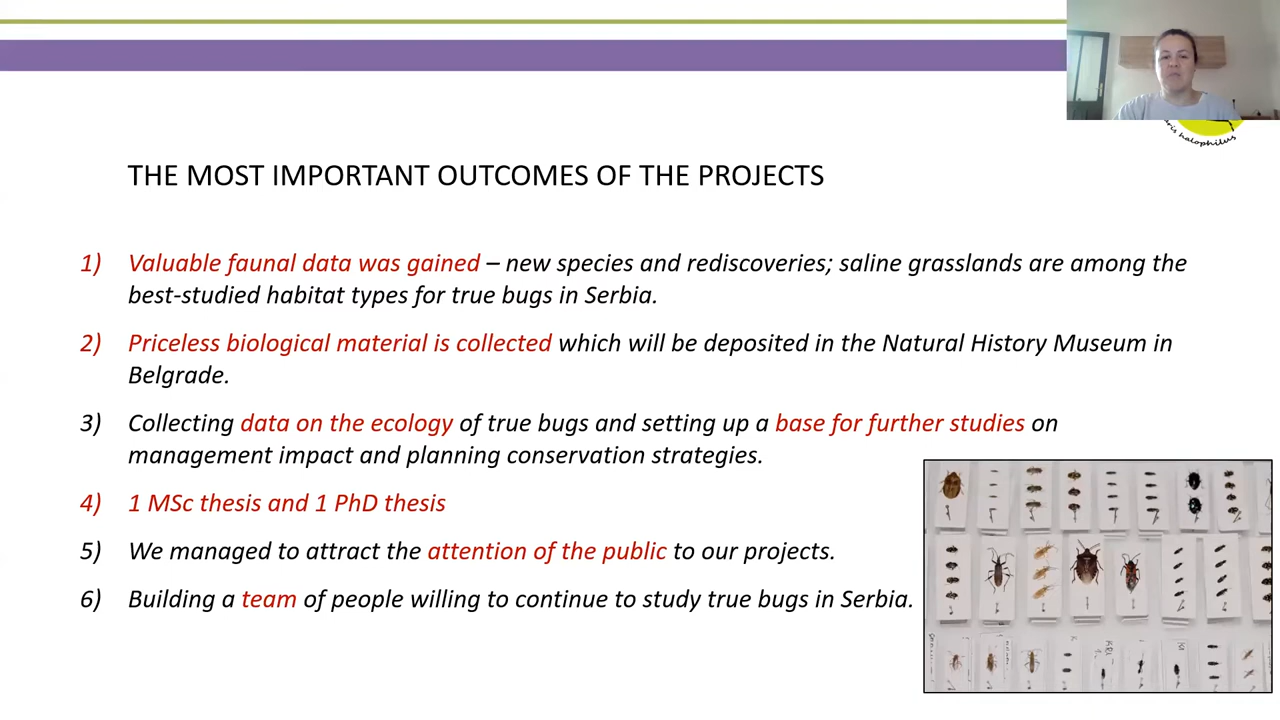 aris halophilus
THE MOST IMPORTANT OUTCOMES OF THE PROJECTS
1) Valuable faunal data was gained – new species and rediscoveries; saline grasslands are among the
best-studied habitat types for true bugs in Serbia.
2) Priceless biological material is collected which will be deposited in the Natural History Museum in
Belgrade.
3) Collecting data on the ecology of true bugs and setting up a base for further studies on
management impact and planning conservation strategies.
4) 1 MSc thesis and 1 PhD thesis
5) We managed to attract the attention of the public to our projects.
6) Building a team of people willing to continue to study true bugs in Serbia.